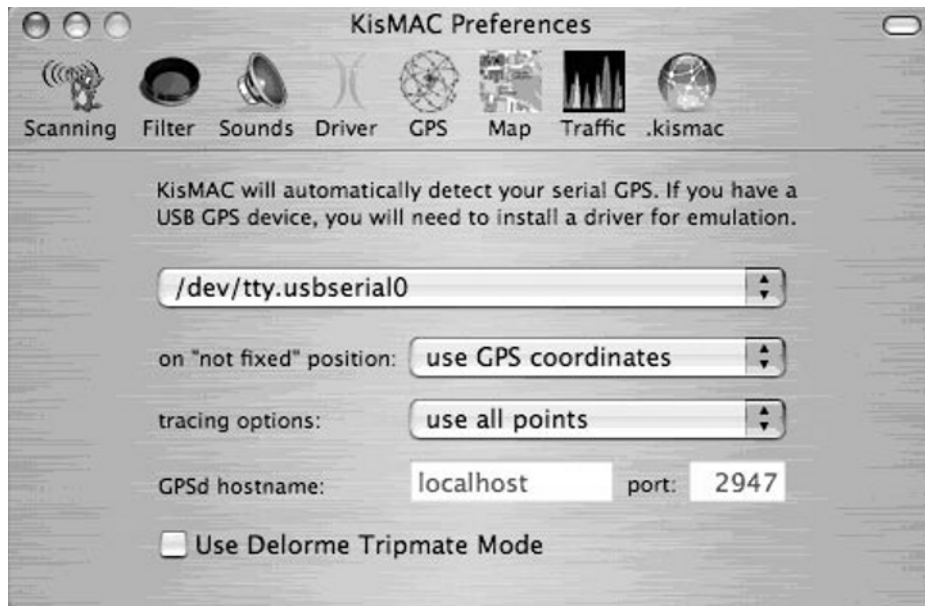 KisMAC Preferences
Scanning Filter Sounds Driver GPS Map Traffic .kismac
KisMAC will automatically detect your serial GPS. If you have a
USB GPS device, you will need to install a driver for emulation.
/dev/tty.usbserial0
on "not fixed" position: use GPS coordinates
tracing options: use all points
GPSd hostname: localhost port: 2947
Use Delorme Tripmate Mode